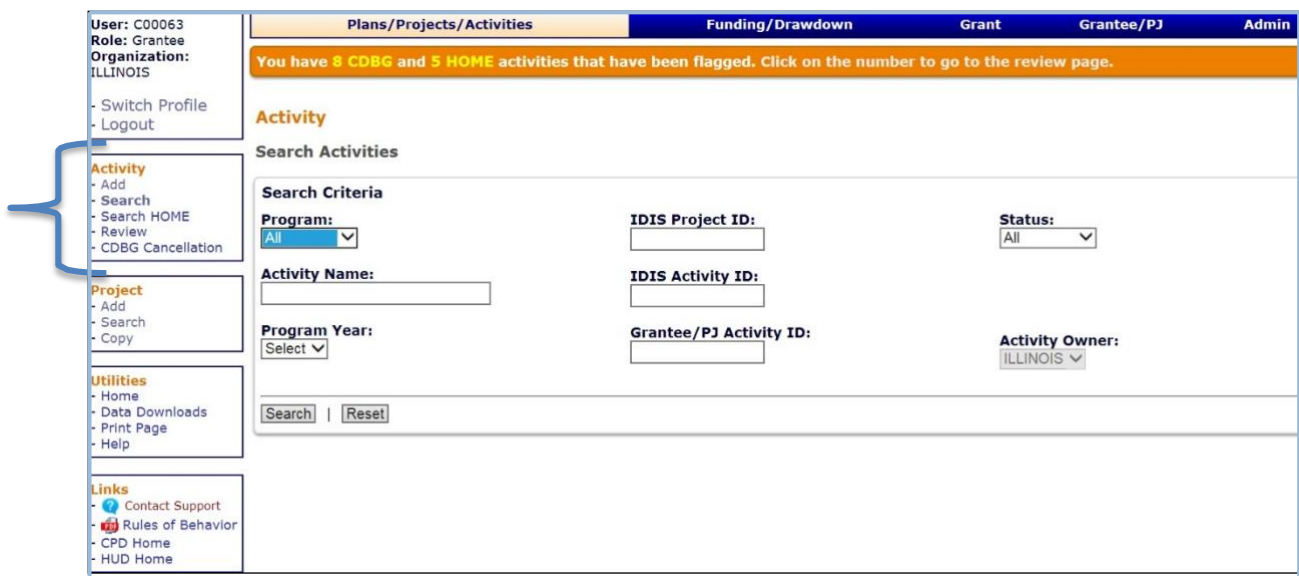 User: C00063
Role: Grantee
Organization:
ILLINOIS
- Switch Profile
- Logout
Activity
- Add
- Search
- Search HOME
- Review
- CDBG Cancellation
Project
- Add
- Search
- Copy
Utilities
- Home
- Data Downloads
- Print Page
- Help
Links
- Contact Support
- Rules of Behavior
- CPD Home
- HUD Home
Plans/Projects/Activities Funding/Drawdown Grant Grantee/PJ Admin
You have 8 CDBG and 5 HOME activities that have been flagged. Click on the number to go to the review page.
Activity
Search Activities
Search Criteria
Program: IDIS Project ID: Status:
All All
Activity Name: IDIS Activity ID:
Program Year: Grantee/PJ Activity ID: Activity Owner:
Select ILLINOIS
Search | Reset